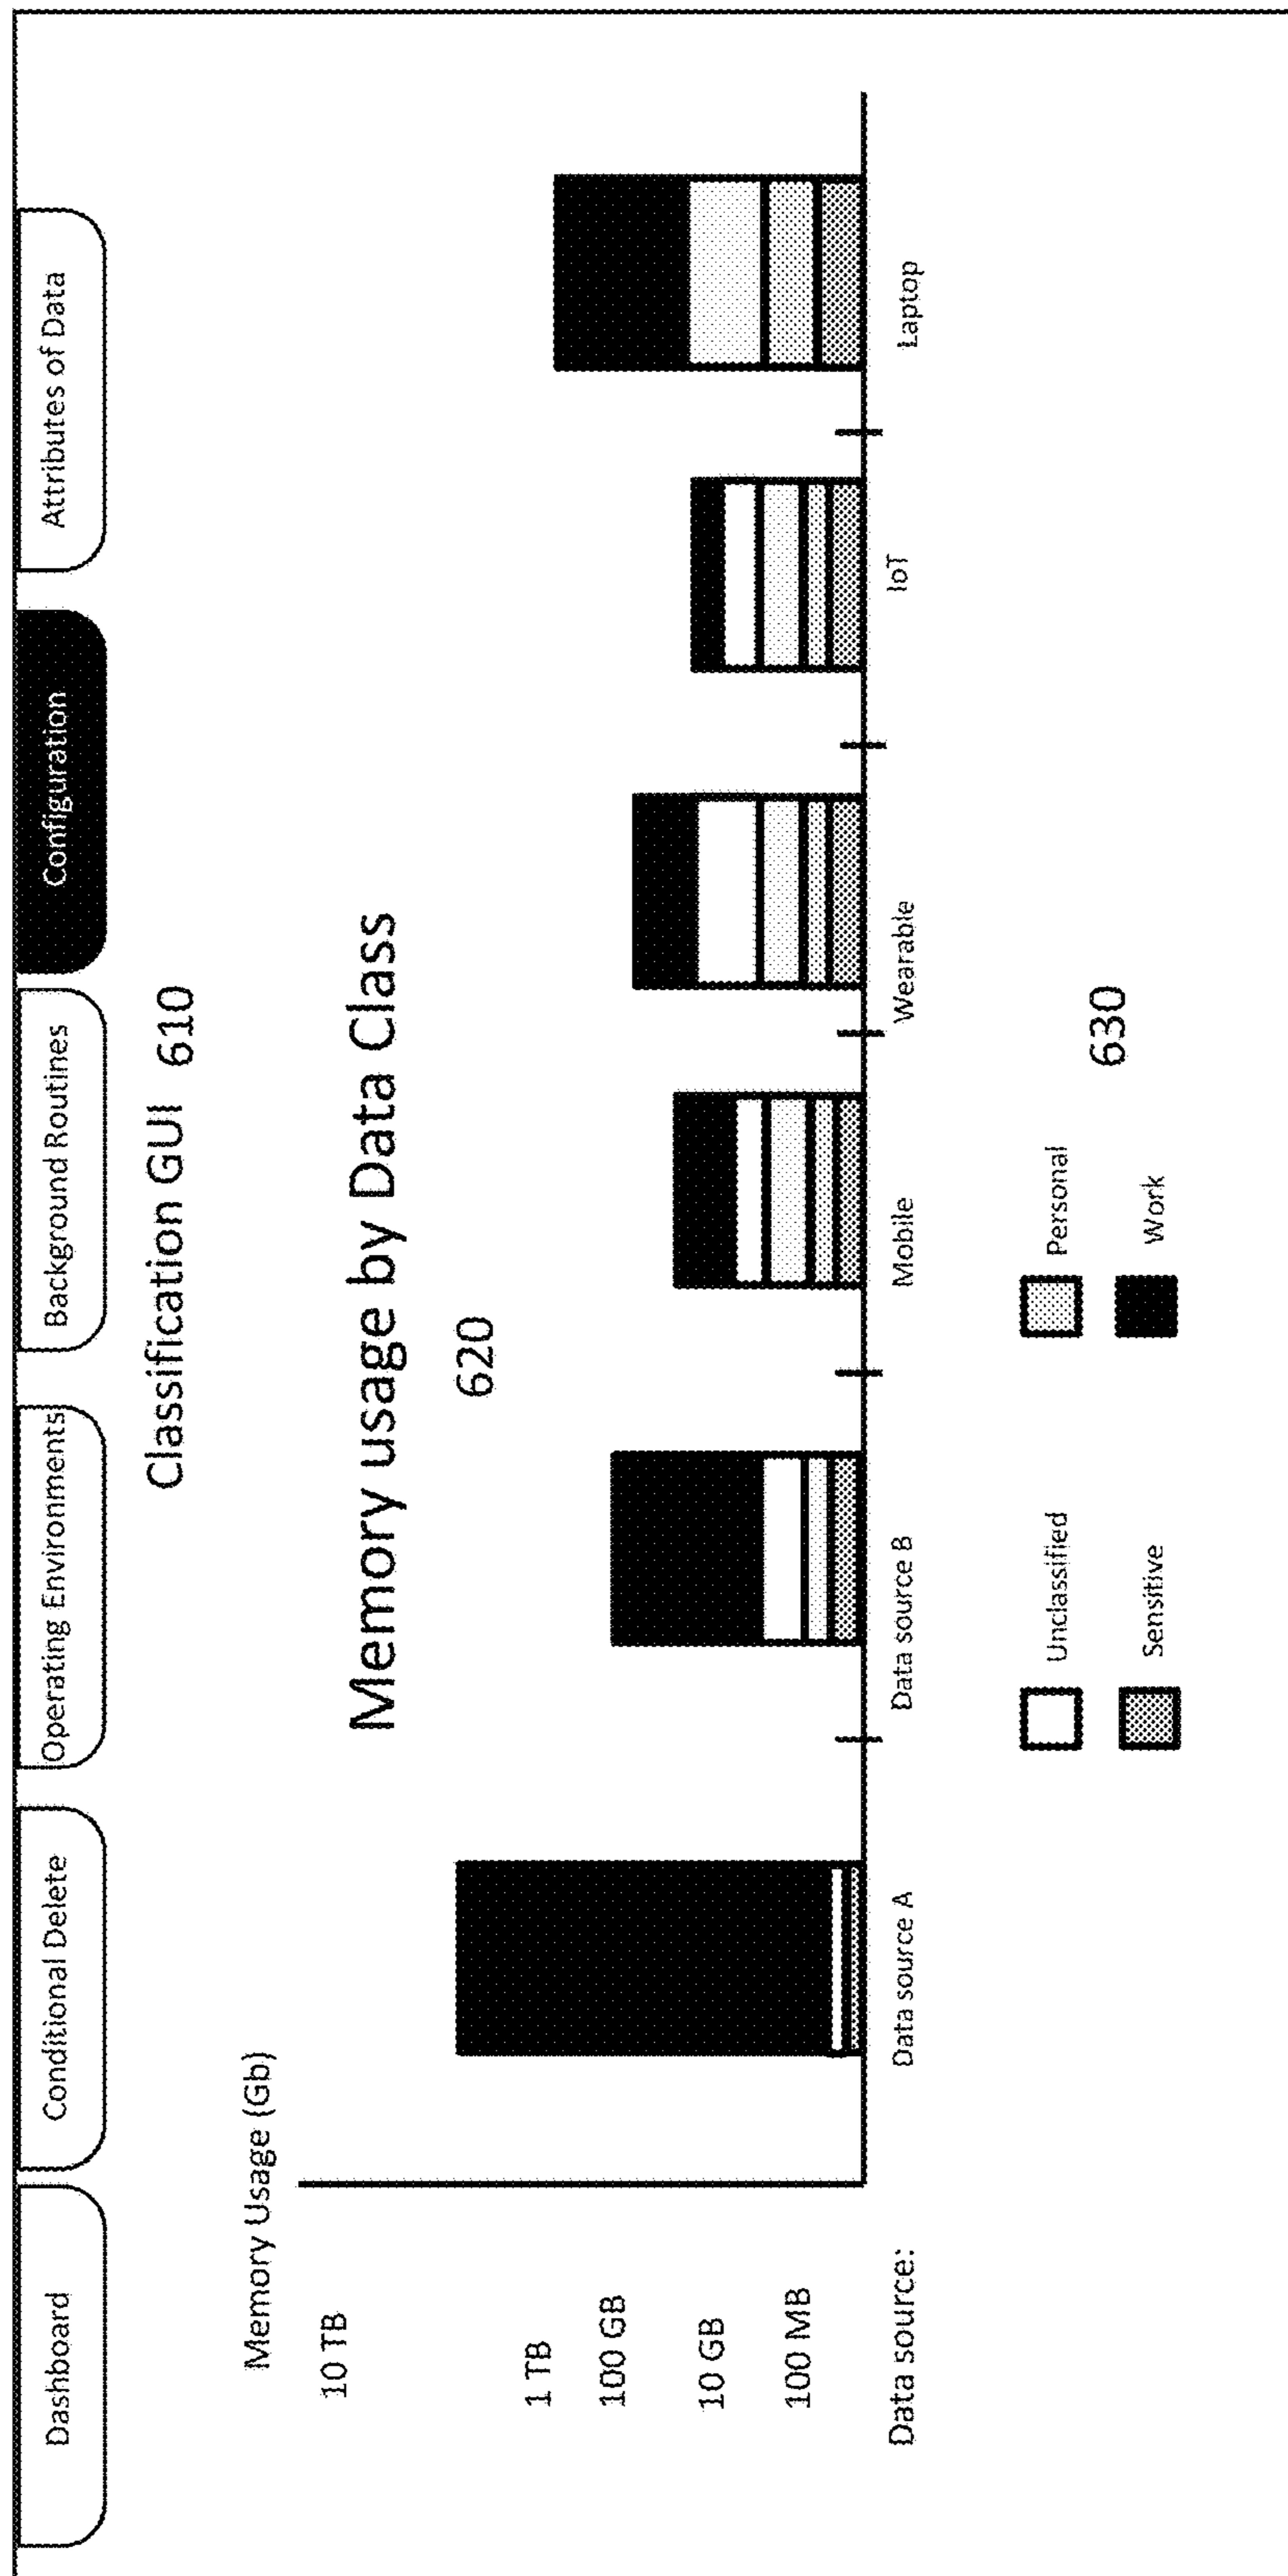 Dashboard
Conditional Delete
Operating Environments
Background Routines
Configuration
Attributes of Data
Classification GUI 610
Memory Usage (Gb)
Memory usage by Data Class
620
10 TB
1 TB
100 GB
10 GB
100 MB
Data source:
Data source A
Data source B
Mobile
Wearable
IoT
Laptop
Unclassified
Personal
630
Sensitive
Work